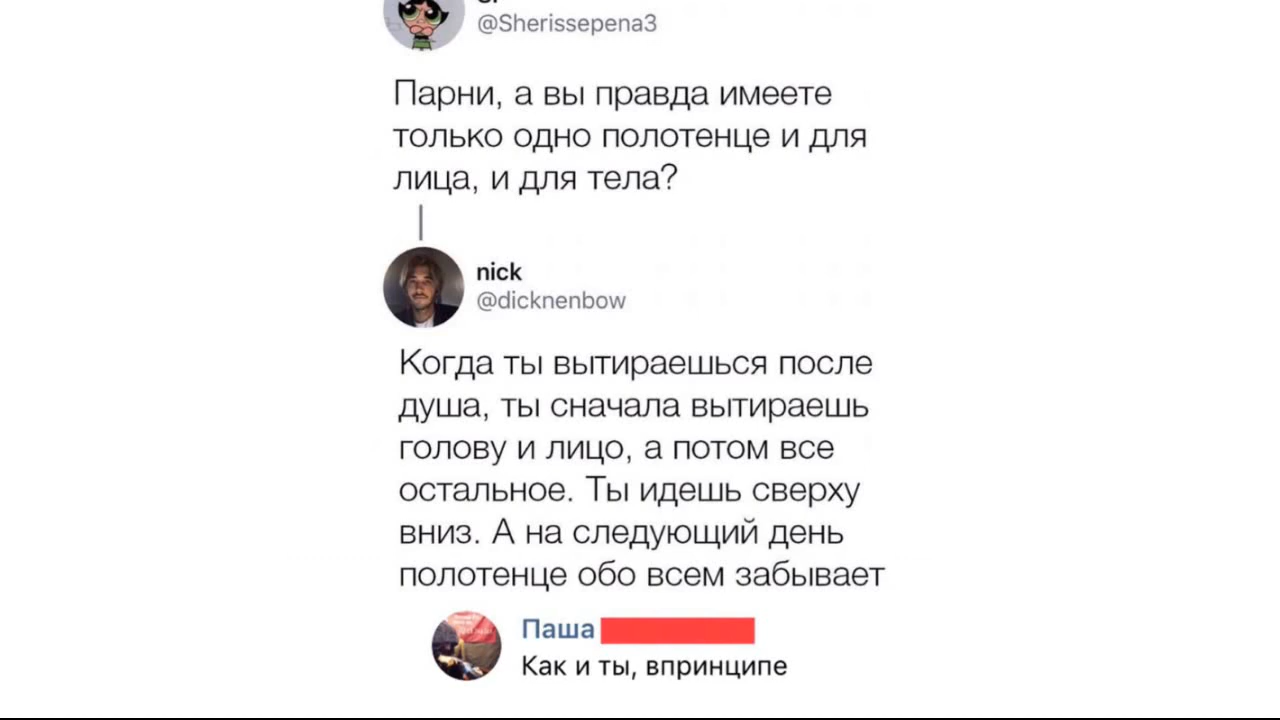 @Sherissepena3
Парни, а вы правда имеете
только одно полотенце и для
лица, и для тела?
nick
@dicknenbow
Когда ты вытираешься после
душа, ты сначала вытираешь
голову и лицо, а потом все
остальное. Ты идешь сверху
вниз. А на следующий день
полотенце обо всем забывает
Паша
Как и ты, впринципе